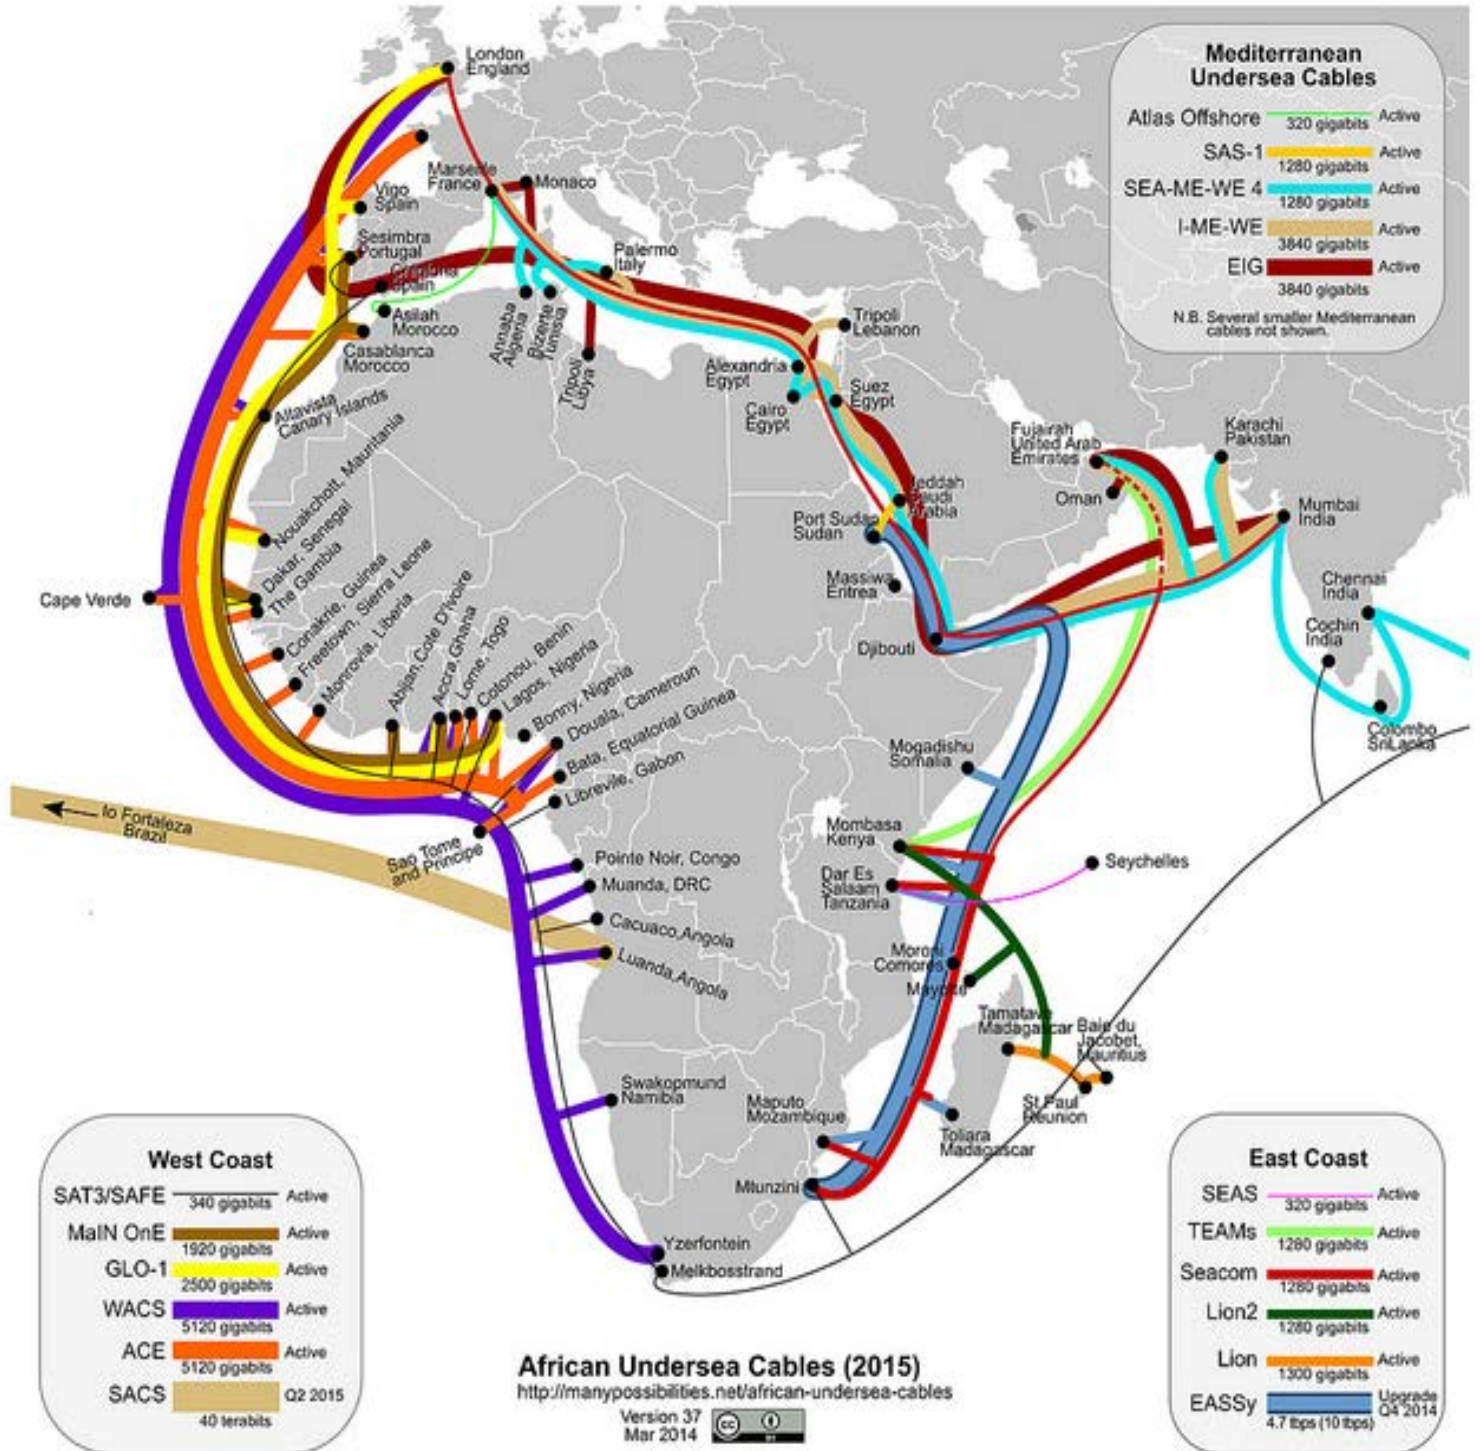 London
England
Vigo
Spain
Marseille
France
Monaco
Sesimbra
Portugal
Spain
Palermo
Italy
Asilah
Morocco
Casablanca
Morocco
Annaba
Algeria
Bizerte
Tunisia
Tripoli
Libya
Tripoli
Lebanon
Alexandria
Egypt
Cairo
Egypt
Suez
Egypt
Altavista
Canary Islands
Nouakchott, Mauritania
Dakar, Senegal
The Gambia
Cape Verde
Conakrie, Guinea
Freetown, Sierra Leone
Monrovia, Liberia
Abijan,Cote D'Ivoire
Accra,Ghana
Lome, Togo
Cotonou, Benin
Lagos, Nigeria
Bonny, Nigeria
Douala, Cameroun
Bata, Equatorial Guinea
Librevile, Gabon
Sao Tome
and Principe
to Fortaleza
Brazil
Pointe Noir, Congo
Muanda, DRC
Cacuaco,Angola
Luanda,Angola
Swakopmund
Namibia
Yzerfontein
Melkbosstrand
Jeddah
Saudi
Arabia
Port Sudan
Sudan
Massiwa
Eritrea
Djibouti
Fujairah
United Arab
Emirates
Oman
Karachi
Pakistan
Mumbai
India
Chennai
India
Cochin
India
Colombo
SriLanka
Mogadishu
Somalia
Mombasa
Kenya
Dar Es
Salaam
Tanzania
Seychelles
Moroni
Comores
Mayotte
Tamatave
Madagascar
Baie du
Jacobet,
Mauritius
St Paul
Reunion
Toliara
Madagascar
Maputo
Mozambique
Mtunzini
Mediterranean
Undersea Cables
Atlas Offshore 320 gigabits Active
SAS-1 1280 gigabits Active
SEA-ME-WE 4 1280 gigabits Active
I-ME-WE 3840 gigabits Active
EIG 3840 gigabits Active
N.B. Several smaller Mediterranean
cables not shown.
West Coast
SAT3/SAFE 340 gigabits Active
MaIN OnE 1920 gigabits Active
GLO-1 2500 gigabits Active
WACS 5120 gigabits Active
ACE 5120 gigabits Active
SACS 40 terabits Q2 2015
East Coast
SEAS 320 gigabits Active
TEAMs 1280 gigabits Active
Seacom 1280 gigabits Active
Lion2 1280 gigabits Active
Lion 1300 gigabits Active
EASSy 4.7 tbps (10 tbps) Upgrade
Q4 2014
African Undersea Cables (2015)
http://manypossibilities.net/african-undersea-cables
Version 37
Mar 2014
cc